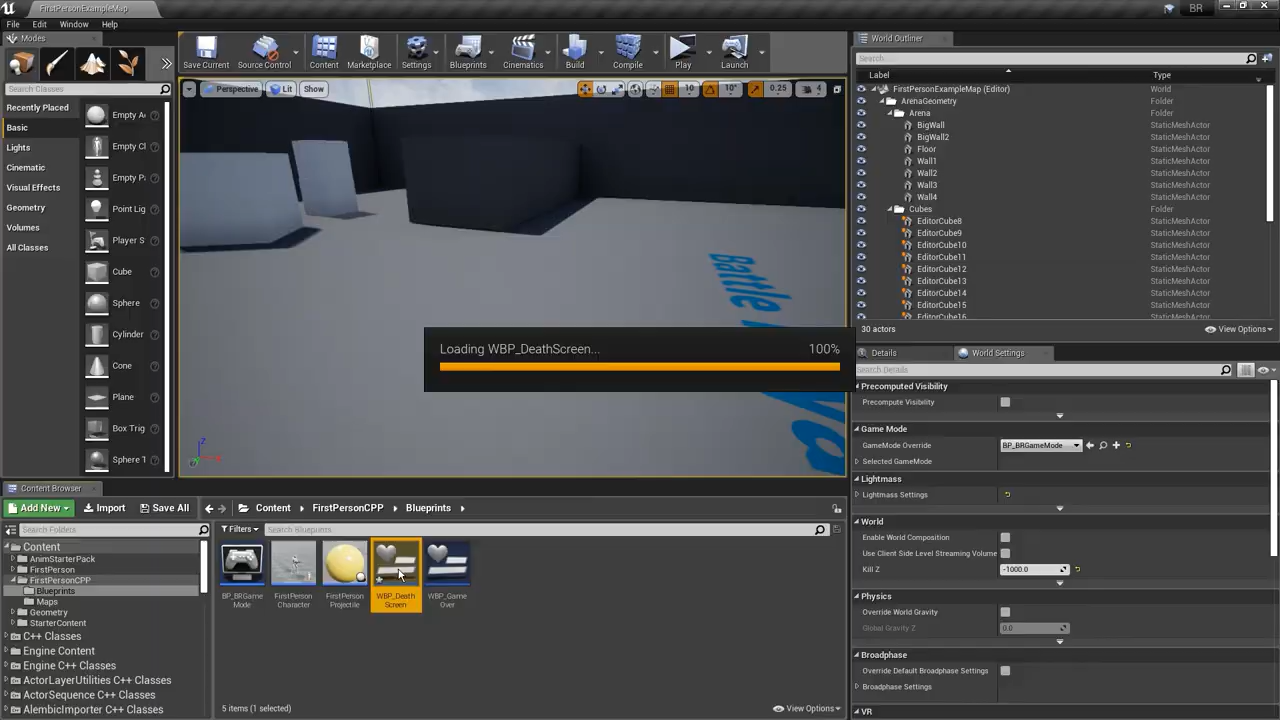 FirstPersonExampleMap
BR
File Edit Window Help
Modes
Search Classes
Recently Placed
Basic
Lights
Cinematic
Visual Effects
Geometry
Volumes
All Classes
Empty A
Empty C
Empty P
Point Lig
Player S
Cube
Sphere
Cylinder
Cone
Plane
Box Trig
Sphere T
Save Current Source Control Content Marketplace Settings Blueprints Cinematics Build Compile Play Launch
Perspective Lit Show 10 10° 0.25 4
Battle
Loading WBP_DeathScreen... 100%
World Outliner
Search
Label Type
FirstPersonExampleMap (Editor) World
ArenaGeometry Folder
Arena Folder
BigWall StaticMeshActor
BigWall2 StaticMeshActor
Floor StaticMeshActor
Wall1 StaticMeshActor
Wall2 StaticMeshActor
Wall3 StaticMeshActor
Wall4 StaticMeshActor
Cubes Folder
EditorCube8 StaticMeshActor
EditorCube9 StaticMeshActor
EditorCube10 StaticMeshActor
EditorCube11 StaticMeshActor
EditorCube12 StaticMeshActor
EditorCube13 StaticMeshActor
EditorCube14 StaticMeshActor
EditorCube15 StaticMeshActor
EditorCube16 StaticMeshActor
30 actors View Options
Details World Settings
Search Details
Precomputed Visibility
Precompute Visibility
Game Mode
GameMode Override BP_BRGameMode
Selected GameMode
Lightmass
Lightmass Settings
World
Enable World Composition
Use Client Side Level Streaming Volume
Kill Z -1000.0
Physics
Override World Gravity
Global Gravity Z 0.0
Broadphase
Override Default Broadphase Settings
Broadphase Settings
VR
Content Browser
Add New Import Save All Content FirstPersonCPP Blueprints
Search Folders
Filters Search Blueprints
Content
AnimStarterPack
FirstPerson
FirstPersonCPP
Blueprints
Maps
Geometry
StarterContent
C++ Classes
Engine Content
Engine C++ Classes
ActorLayerUtilities C++ Classes
ActorSequence C++ Classes
AlembicImporter C++ Classes
BP_BRGame
Mode
FirstPerson
Character
FirstPerson
Projectile
WBP_Death
Screen
WBP_Game
Over
5 items (1 selected) View Options